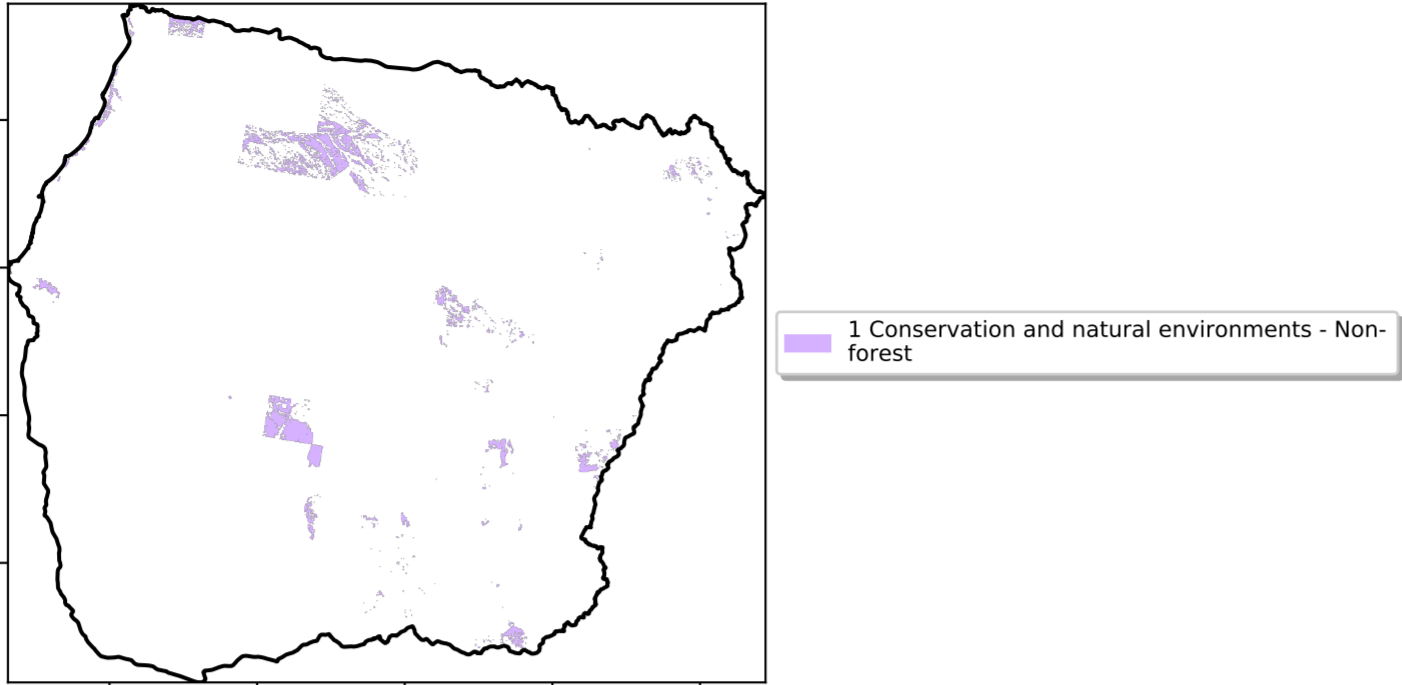 1 Conservation and natural environments - Non-
forest